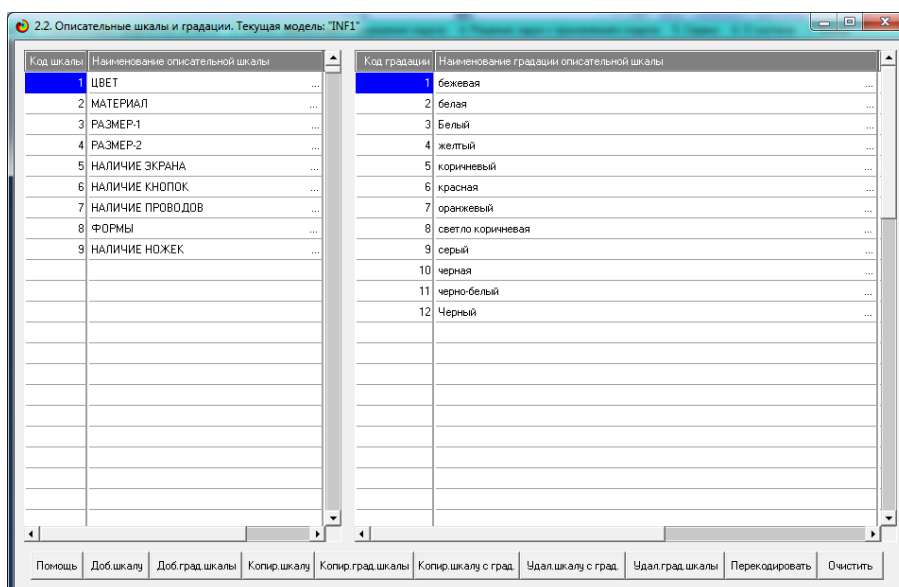 2.2. Описательные шкалы и градации. Текущая модель: "INF1"
Код шкалы Наименование описательной шкалы
1 ЦВЕТ ...
2 МАТЕРИАЛ ...
3 РАЗМЕР-1 ...
4 РАЗМЕР-2 ...
5 НАЛИЧИЕ ЭКРАНА ...
6 НАЛИЧИЕ КНОПОК ...
7 НАЛИЧИЕ ПРОВОДОВ ...
8 ФОРМЫ ...
9 НАЛИЧИЕ НОЖЕК ...
Код градации Наименование градации описательной шкалы
1 бежевая ...
2 белая ...
3 Белый ...
4 желтый ...
5 коричневый ...
6 красная ...
7 оранжевый ...
8 светло коричневая ...
9 серый ...
10 черная ...
11 черно-белый ...
12 Черный ...
Помощь Доб.шкалу Доб.град.шкалы Копир.шкалу Копир.град.шкалы Копир.шкалу с град. Удал.шкалу с град. Удал.град.шкалы Перекодировать Очистить